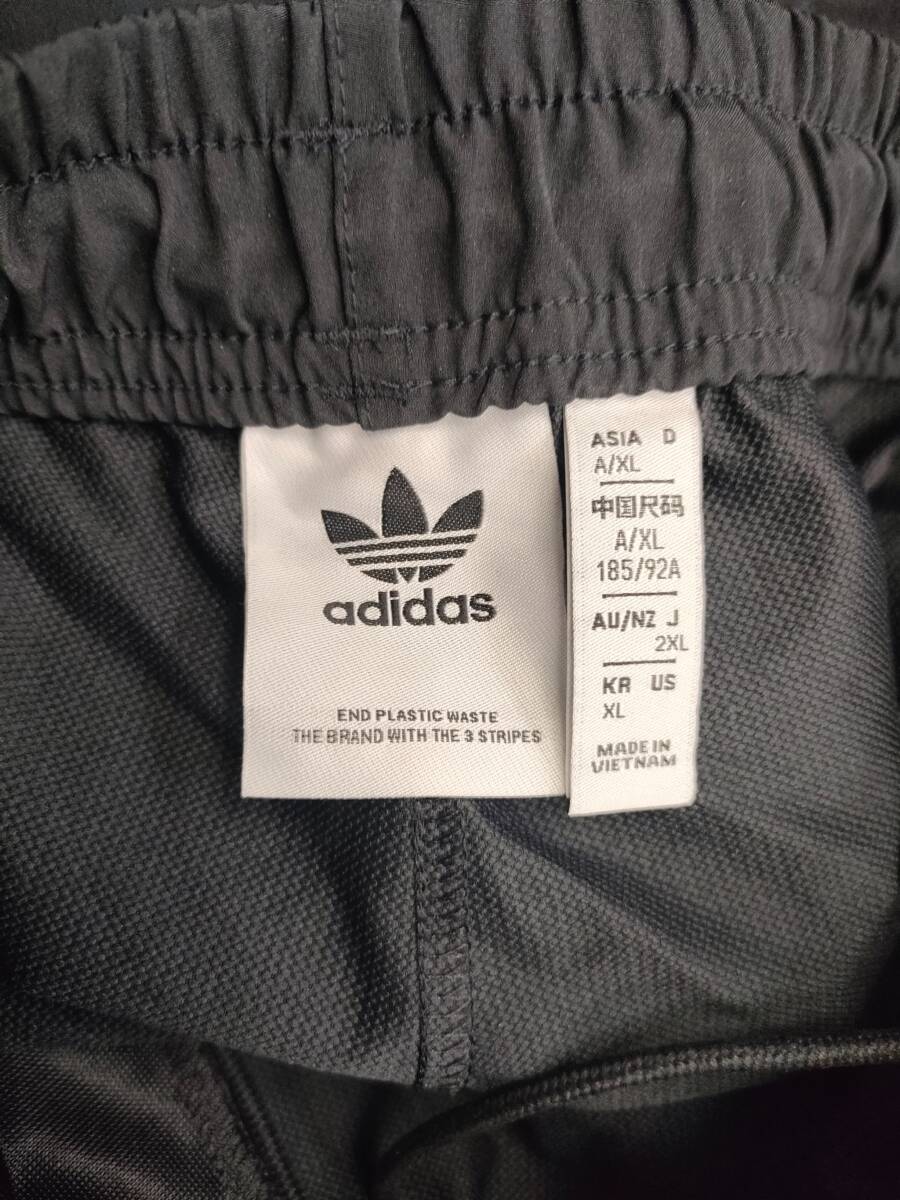 adidas
END PLASTIC WASTE
THE BRAND WITH THE 3 STRIPES
ASIA D
A/XL
中国尺码
A/XL
185/92A
AU/NZ J
2XL
KR US
XL
MADE IN
VIETNAM